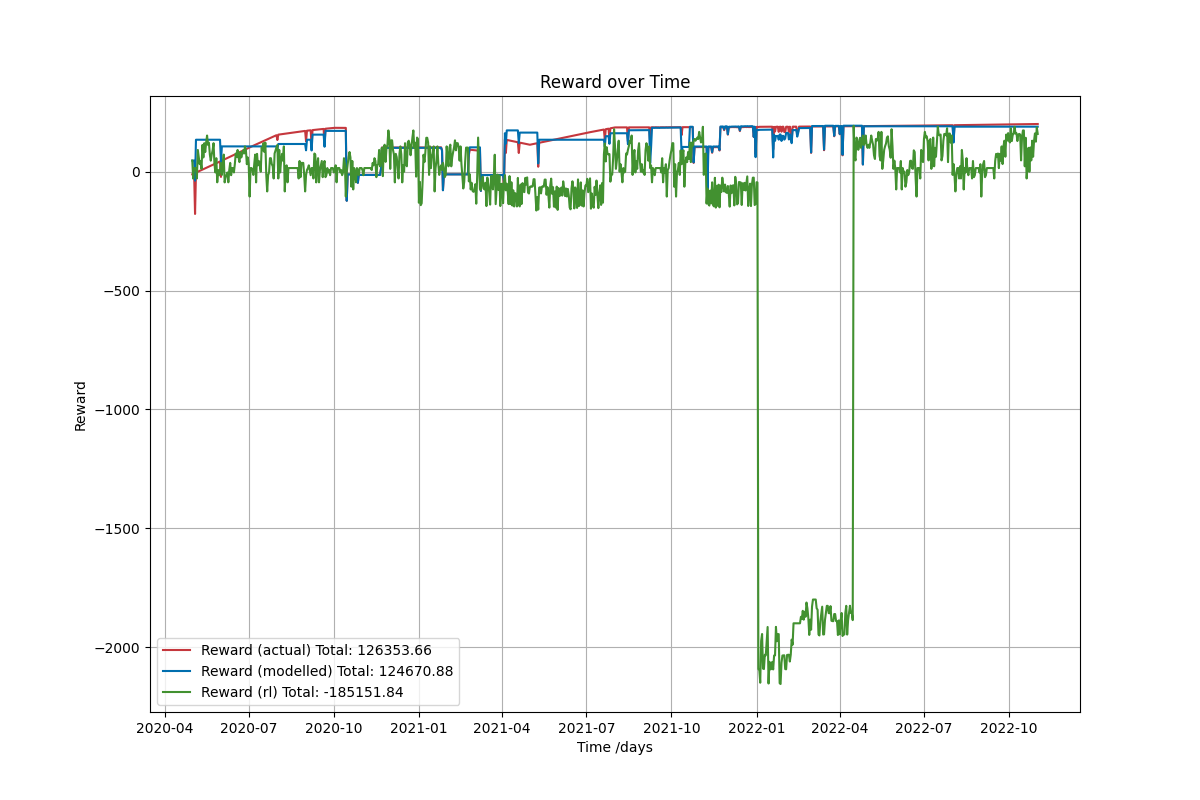 Reward over Time
0
−500
−1000
−1500
−2000
Reward
Reward (actual) Total: 126353.66
Reward (modelled) Total: 124670.88
Reward (rl) Total: -185151.84
2020-04 2020-07 2020-10 2021-01 2021-04 2021-07 2021-10 2022-01 2022-04 2022-07 2022-10
Time /days